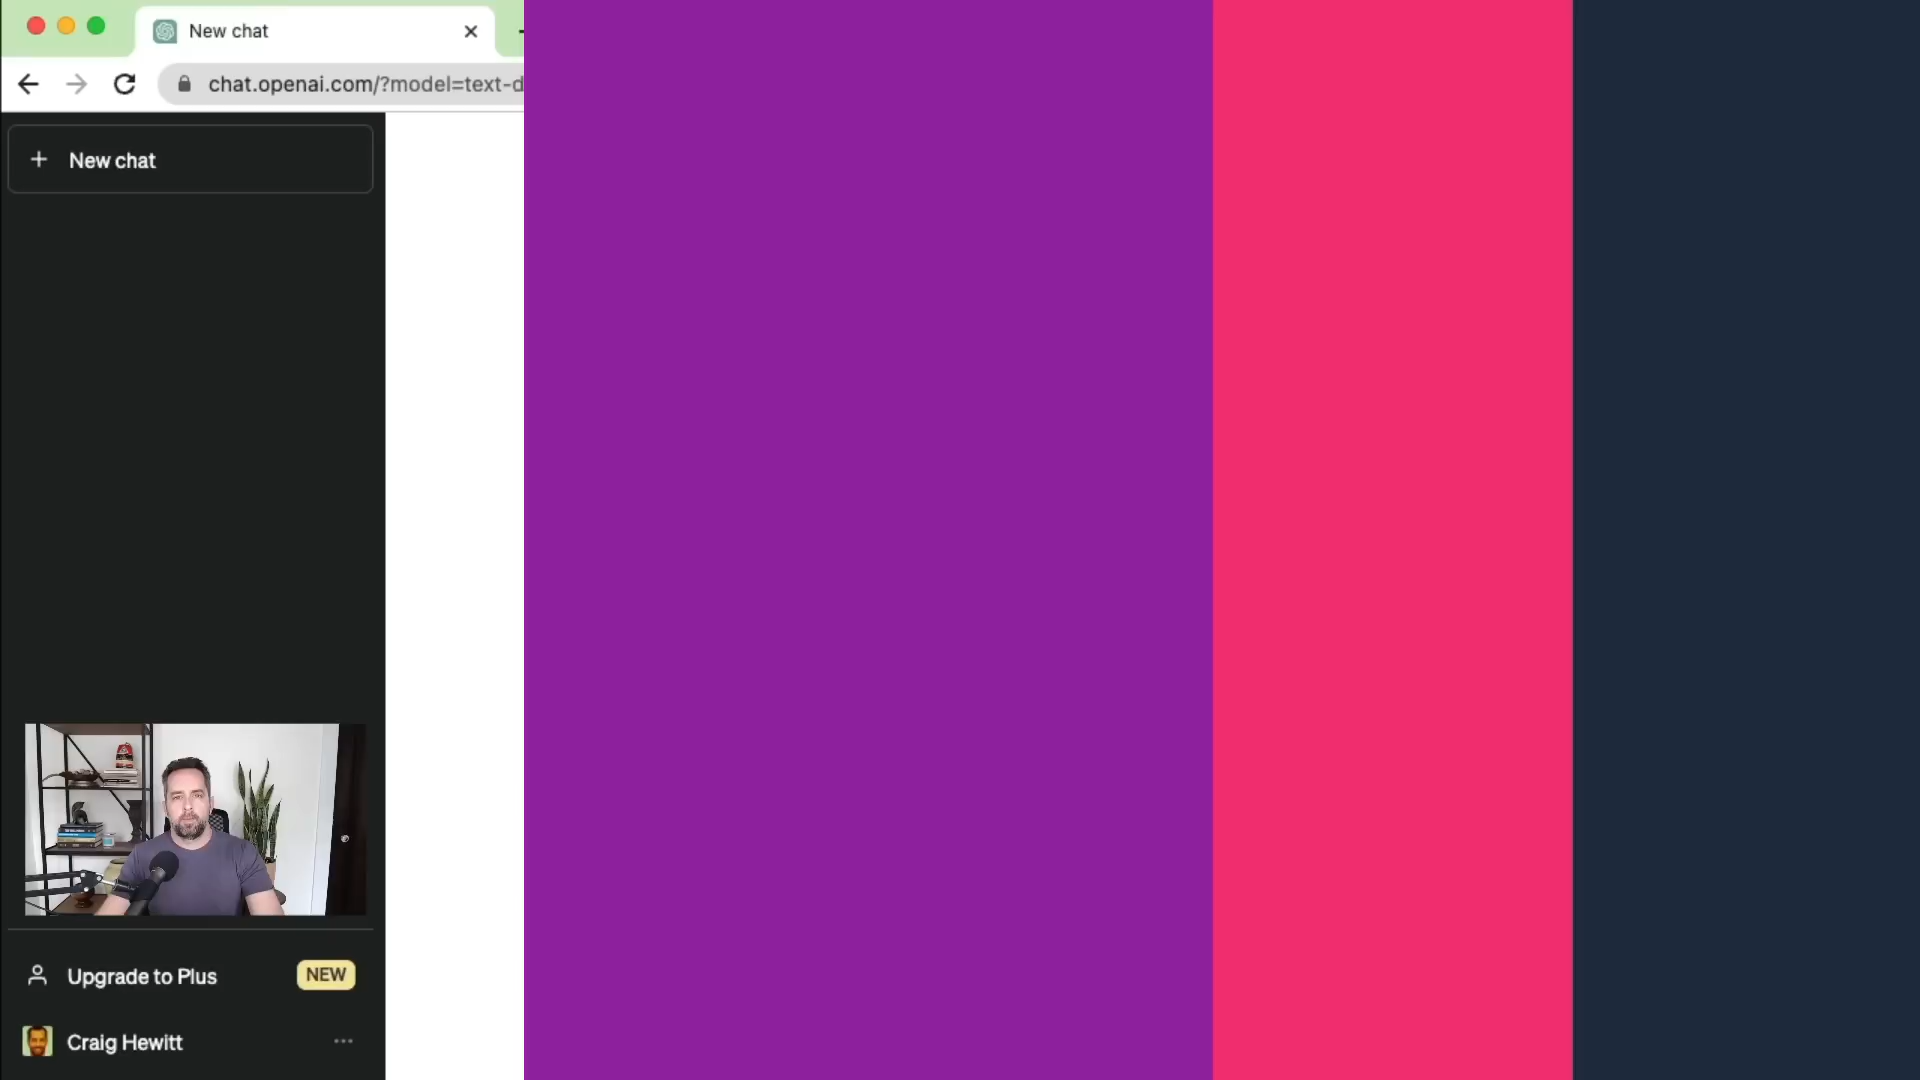 New chat
chat.openai.com/?model=text-d
New chat
Upgrade to Plus
NEW
Craig Hewitt